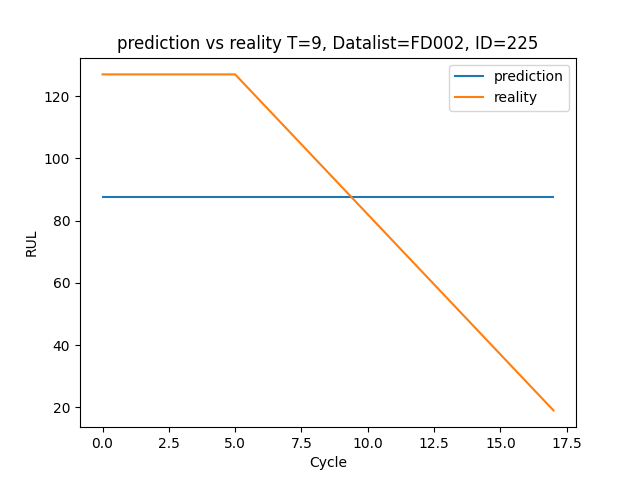 prediction vs reality T=9, Datalist=FD002, ID=225
prediction
reality
RUL
120
100
80
60
40
20
0.0 2.5 5.0 7.5 10.0 12.5 15.0 17.5
Cycle